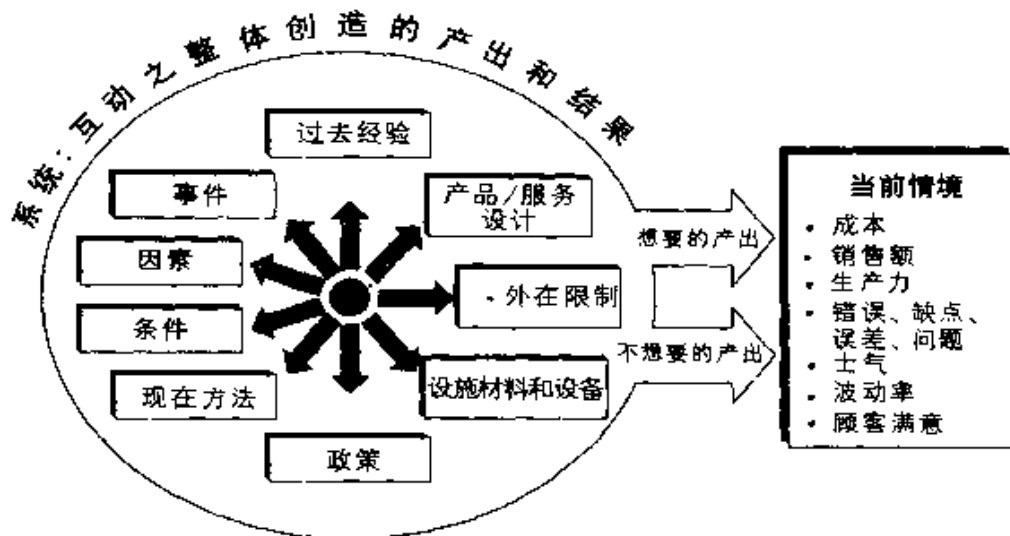 系统:互动之整体创造的产出和结果
过去经验
事件
产品/服务
设计
因素
·外在限制
条件
现在方法
设施材料和设备
政策
想要的产出
不想要的产出
当前情境
· 成本
· 销售额
· 生产力
· 错误、缺点、
误差、问题
· 士气
· 波动率
· 顾客满意